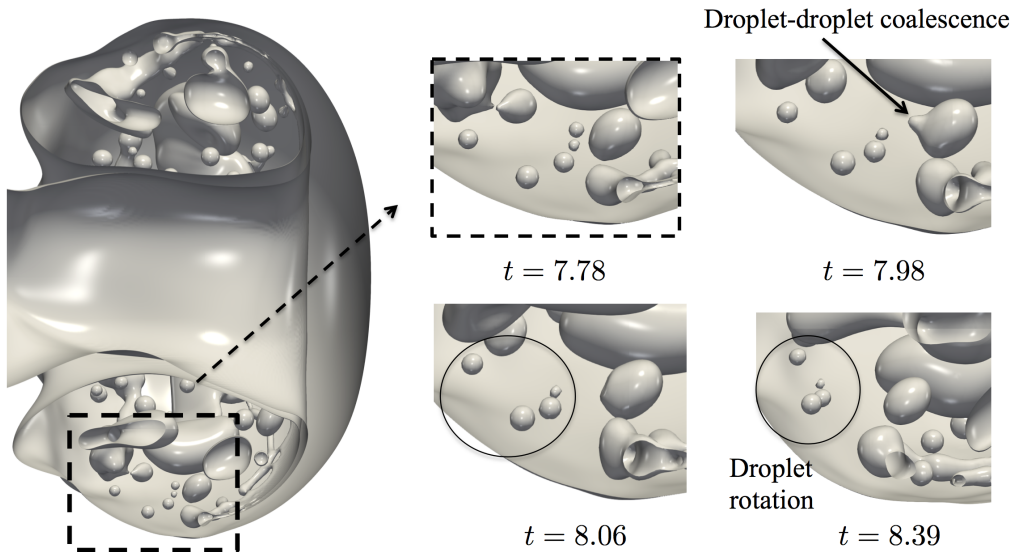 Droplet-droplet coalescence
t = 7.78
t = 7.98
Droplet
rotation
t = 8.06
t = 8.39